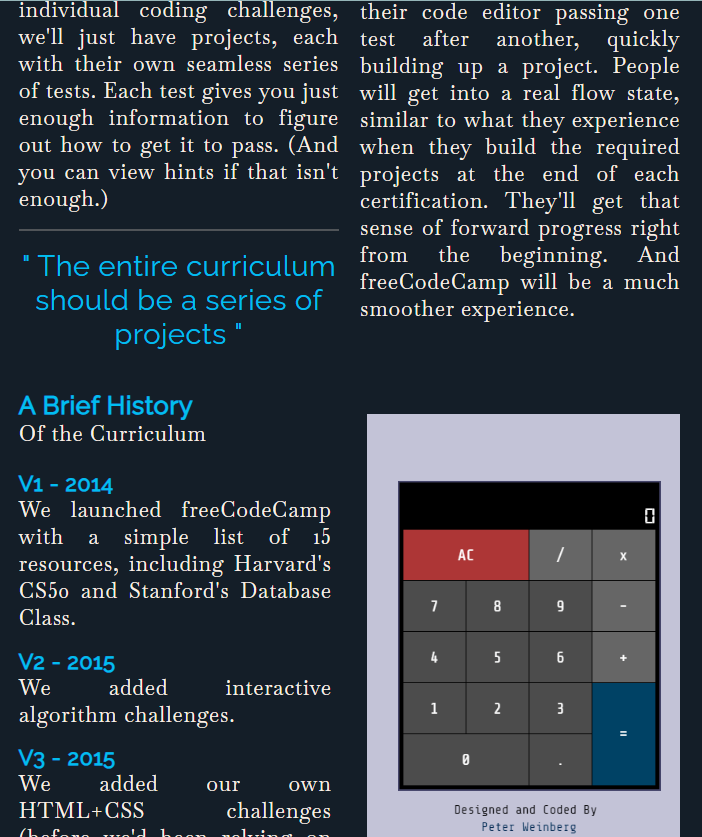 individual coding challenges,
we'll just have projects, each
with their own seamless series
of tests. Each test gives you just
enough information to figure
out how to get it to pass. (And
you can view hints if that isn't
enough.)
" The entire curriculum
should be a series of
projects "
their code editor passing one
test after another, quickly
building up a project. People
will get into a real flow state,
similar to what they experience
when they build the required
projects at the end of each
certification. They'll get that
sense of forward progress right
from the beginning. And
freeCodeCamp will be a much
smoother experience.
A Brief History
Of the Curriculum
V1 - 2014
We launched freeCodeCamp
with a simple list of 15
resources, including Harvard's
CS50 and Stanford's Database
Class.
V2 - 2015
We added interactive
algorithm challenges.
V3 - 2015
We added our own
HTML+CSS challenges
(before we'd been relying on
0
AC / x
7 8 9 -
4 5 6 +
1 2 3
=
0 .
Designed and Coded By
Peter Weinberg